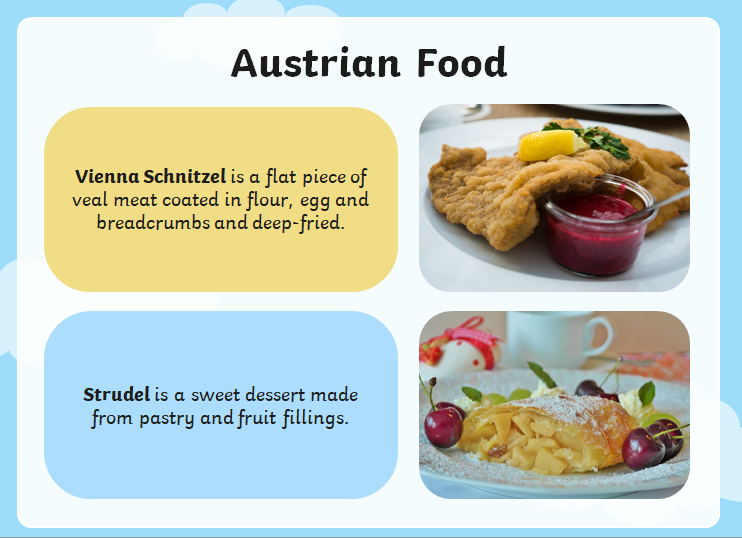 Austrian Food
Vienna Schnitzel is a flat piece of
veal meat coated in flour, egg and
breadcrumbs and deep-fried.
Strudel is a sweet dessert made
from pastry and fruit fillings.